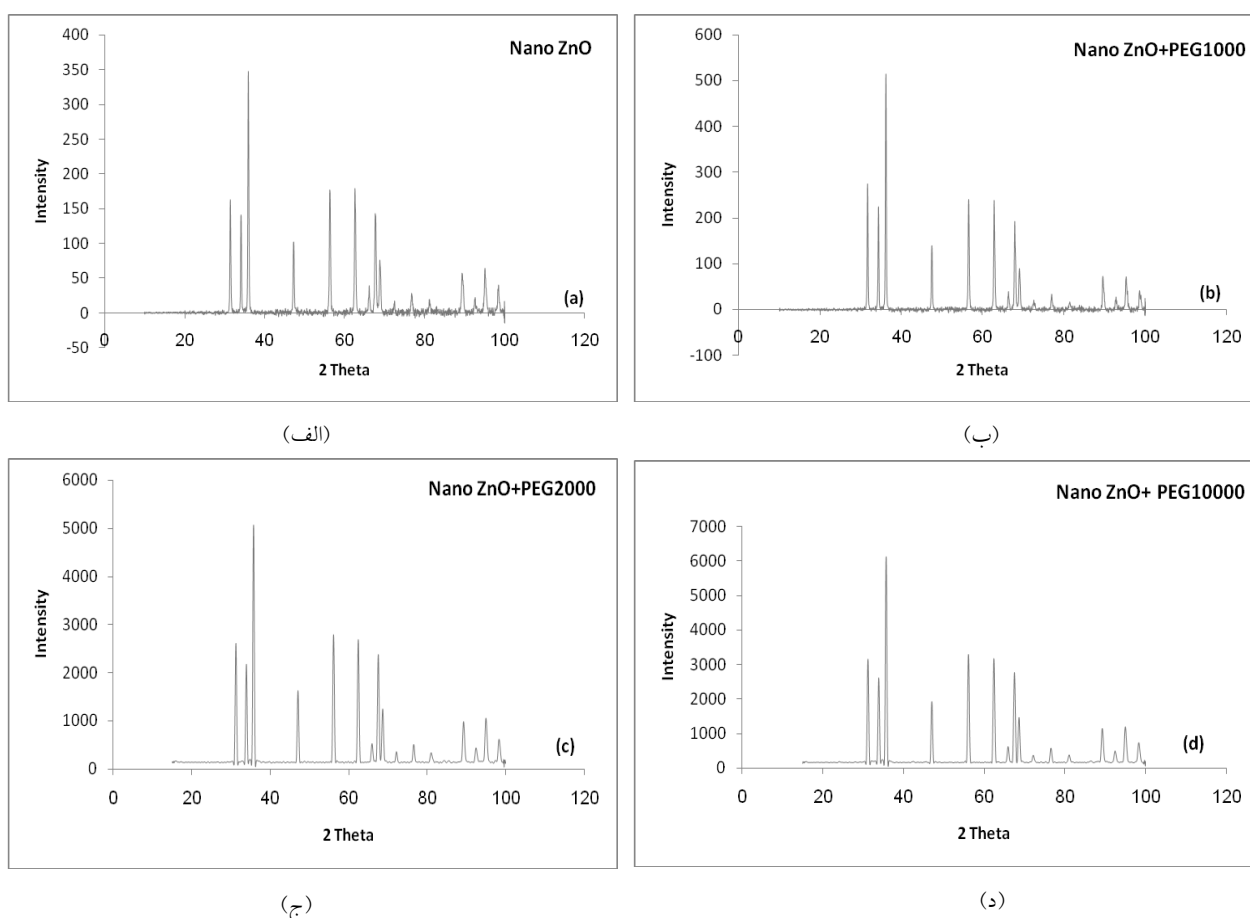 Nano ZnO
400
350
300
250
200
150
100
50
0
-50
Intensity
0 20 40 60 80 100 120
2 Theta
(a)
(الف)
Nano ZnO+PEG1000
600
500
400
300
200
100
0
-100
Intensity
0 20 40 60 80 100 120
2 Theta
(b)
(ب)
Nano ZnO+PEG2000
6000
5000
4000
3000
2000
1000
0
Intensity
0 20 40 60 80 100 120
2 Theta
(c)
(ج)
Nano ZnO+ PEG10000
7000
6000
5000
4000
3000
2000
1000
0
Intensity
0 20 40 60 80 100 120
2 Theta
(d)
(د)